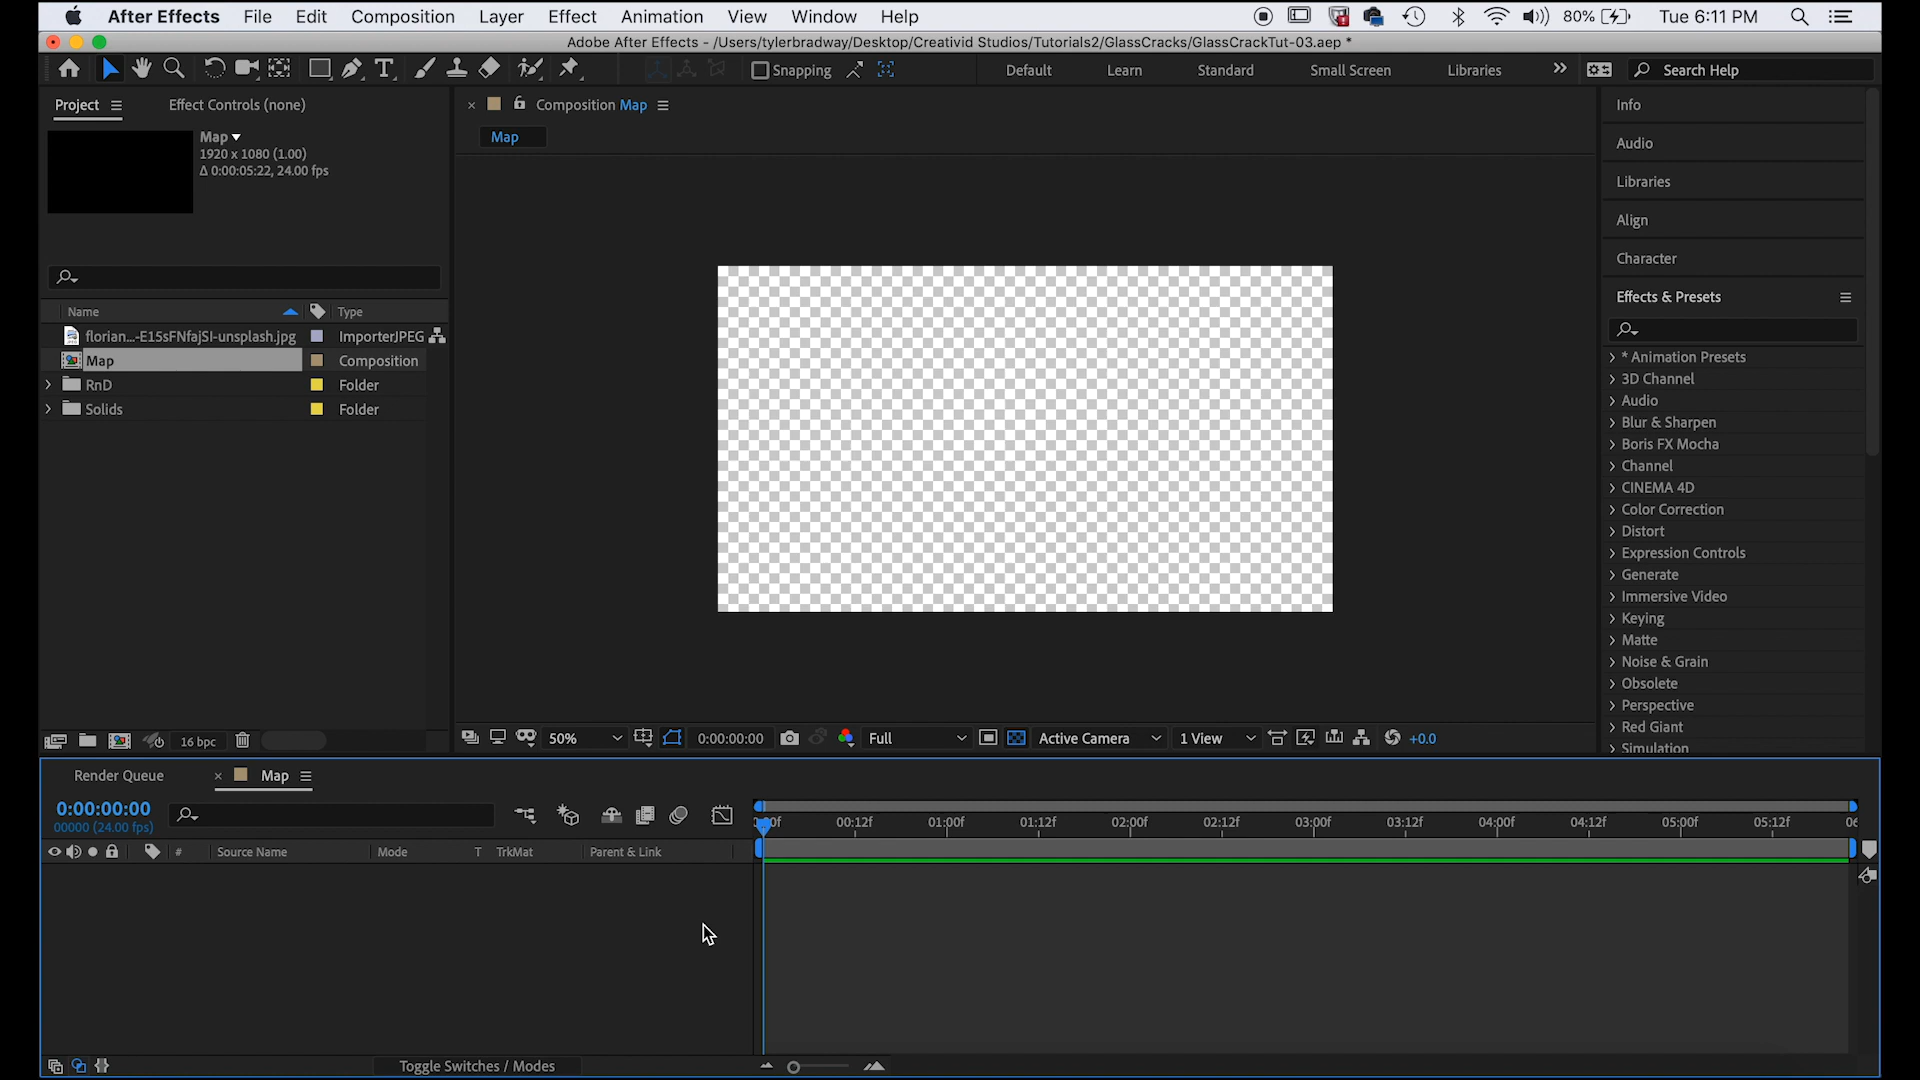 After Effects File Edit Composition Layer Effect Animation View Window Help 80% Tue 6:11 PM
Adobe After Effects - /Users/tylerbradway/Desktop/Creativid Studios/Tutorials2/GlassCracks/GlassCrackTut-03.aep *
T Snapping Default Learn Standard Small Screen Libraries Search Help
Project Effect Controls (none)
Composition Map
Map
Map
1920 x 1080 (1.00)
Δ 0:00:05:22, 24.00 fps
Name Type
florian...-E15sFNfajSI-unsplash.jpg ImporterJPEG
Map Composition
RnD Folder
Solids Folder
16 bpc
50% 0:00:00:00 Full Active Camera 1 View +0.0
Info
Audio
Libraries
Align
Character
Effects & Presets
* Animation Presets
3D Channel
Audio
Blur & Sharpen
Boris FX Mocha
Channel
CINEMA 4D
Color Correction
Distort
Expression Controls
Generate
Immersive Video
Keying
Matte
Noise & Grain
Obsolete
Perspective
Red Giant
Simulation
Render Queue Map
0:00:00:00
00000 (24.00 fps)
00:12f 01:00f 01:12f 02:00f 02:12f 03:00f 03:12f 04:00f 04:12f 05:00f 05:12f
# Source Name Mode T TrkMat Parent & Link
Toggle Switches / Modes